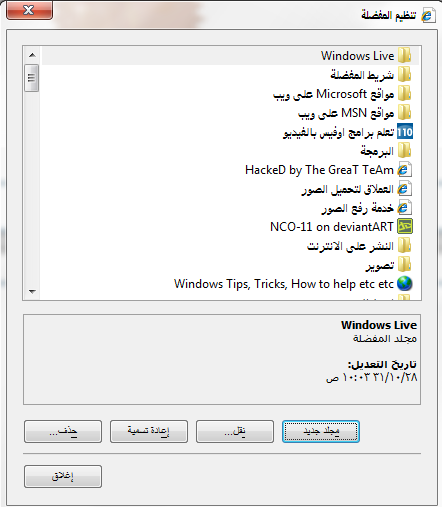 تنظيم المفضلة
Windows Live
شريط المفضلة
مواقع Microsoft على ويب
مواقع MSN على ويب
تعلم برامج اوفيس بالفيديو
البرمجة
HackeD by The GreaT TeAm
العملاق لتحميل الصور
خدمة رفع الصور
NCO-11 on deviantART
النشر على الانترنت
تصوير
Windows Tips, Tricks, How to help etc etc
Windows Live
مجلد المفضلة
تاريخ التعديل:
٣١/١٠/٢٨ ١٠:٠٣ ص
مجلد جديد
نقل...
إعادة تسمية
حذف...
إغلاق